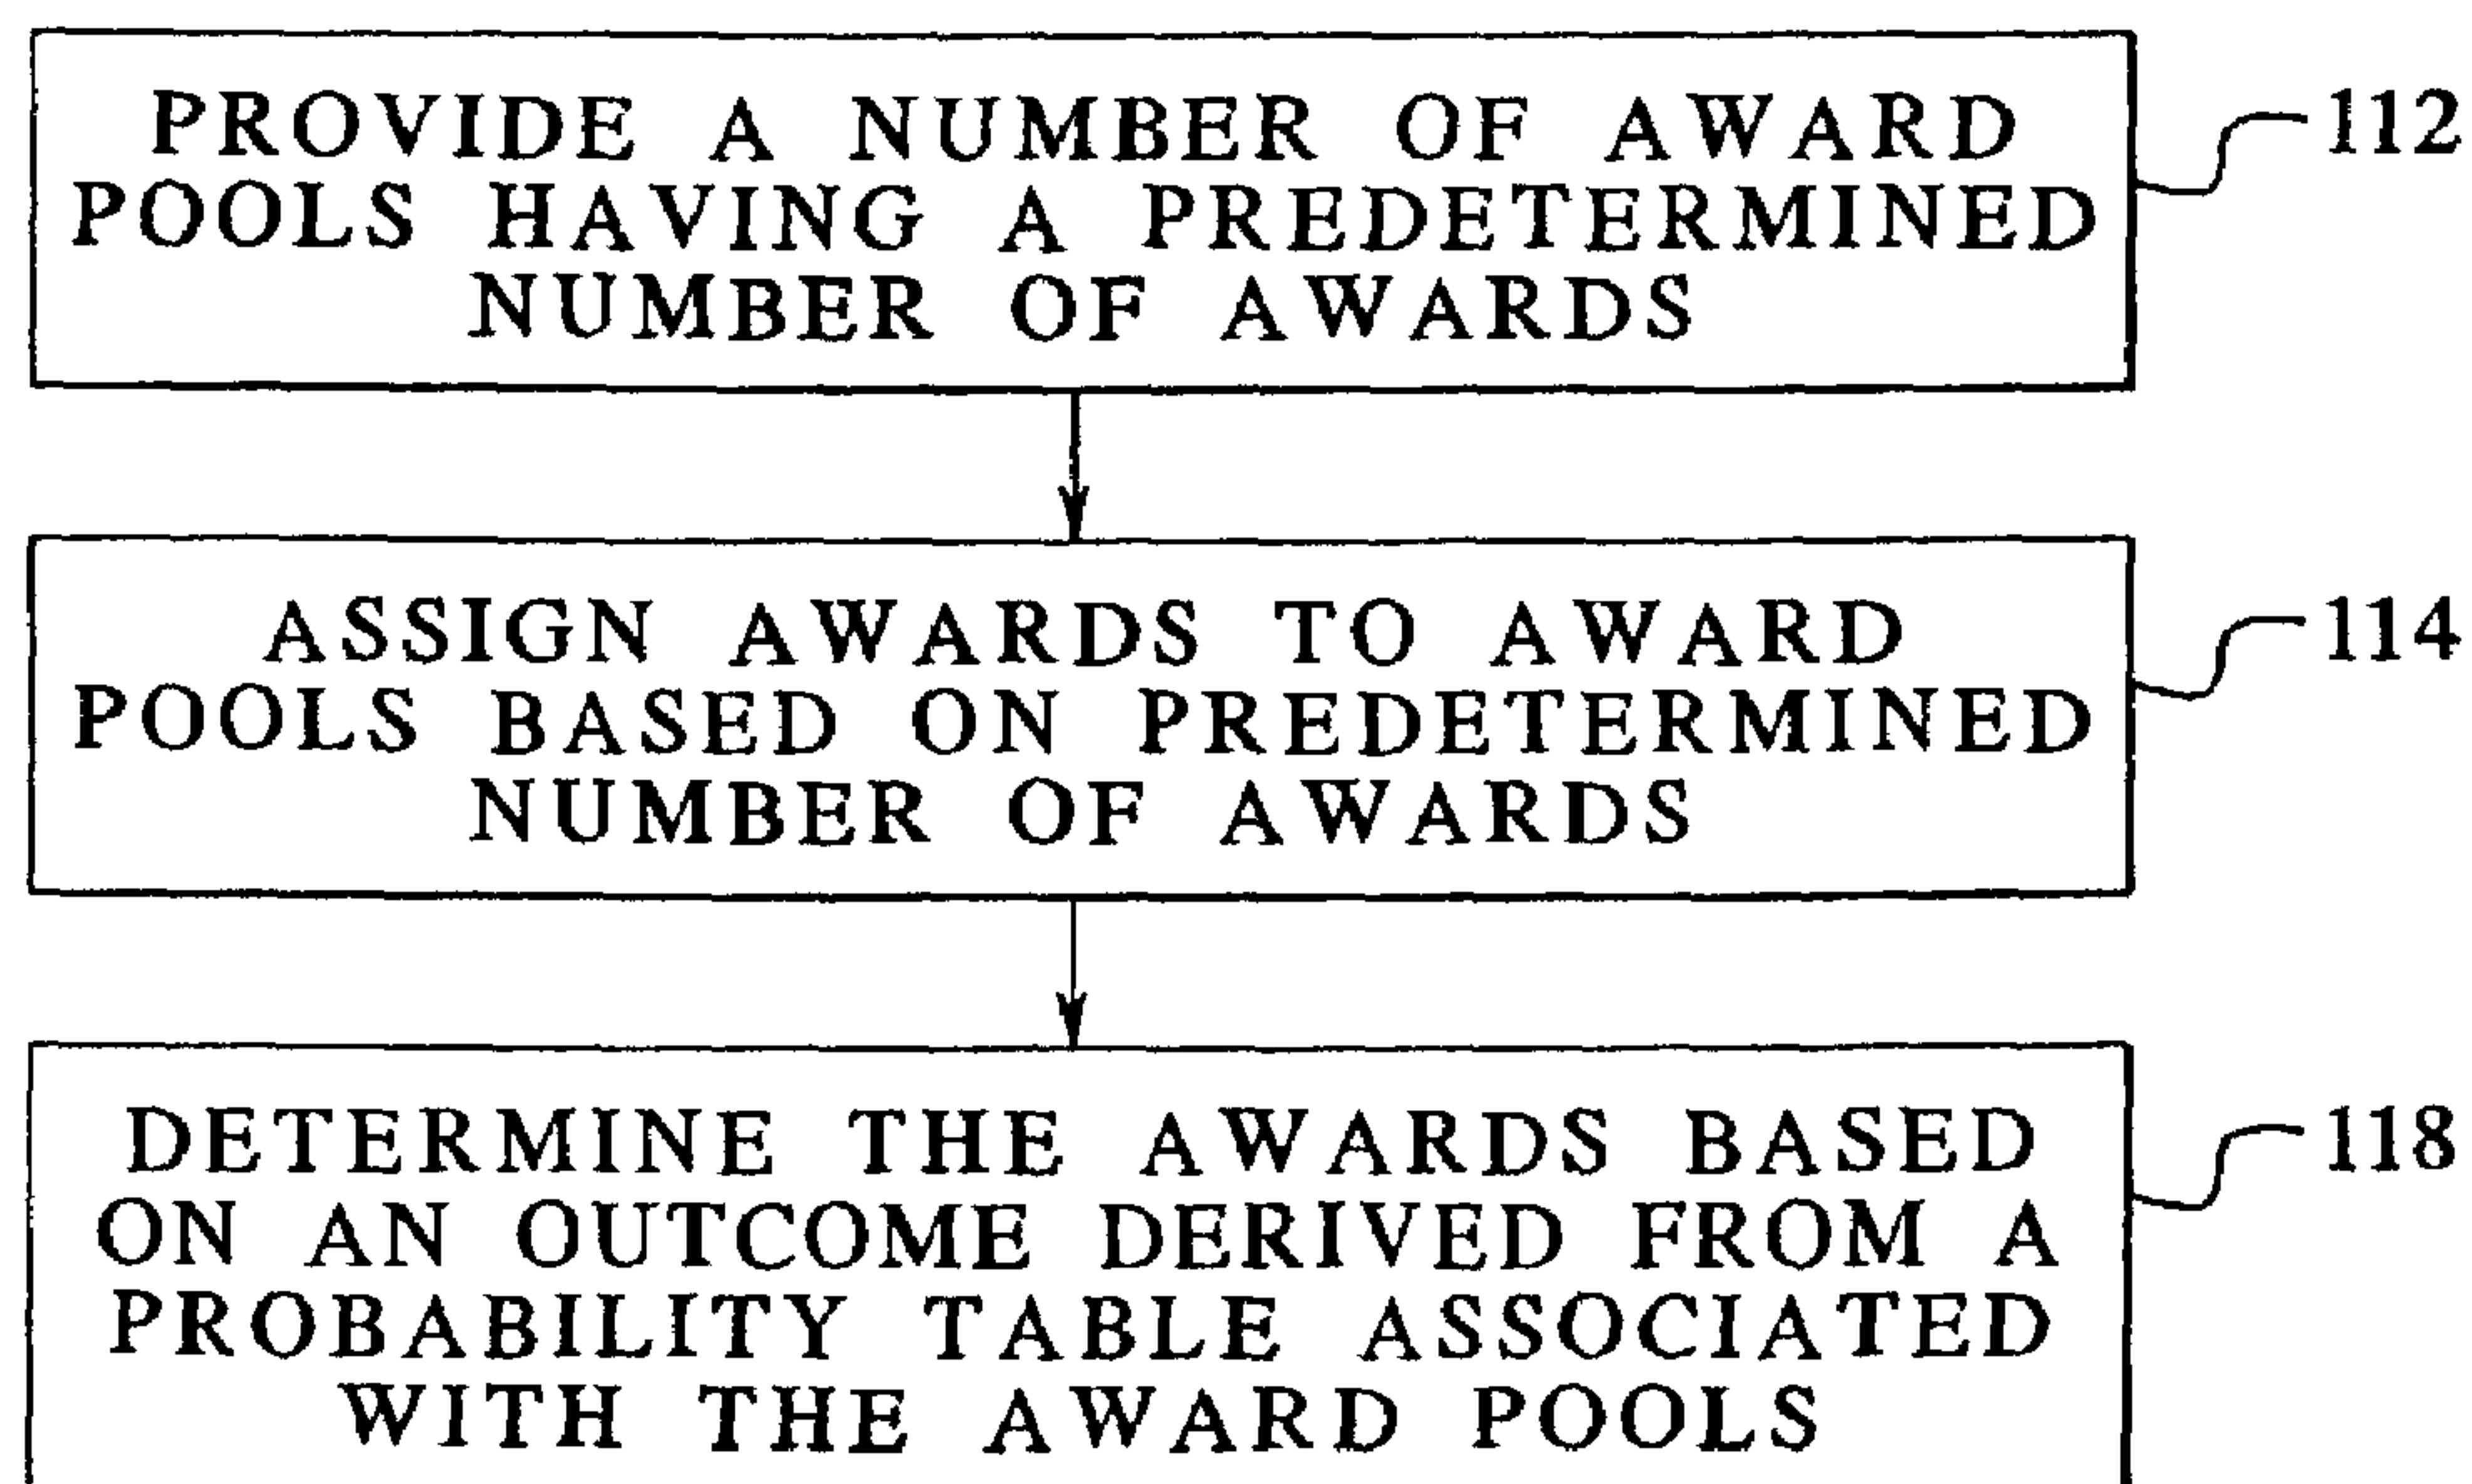 PROVIDE A NUMBER OF AWARD
POOLS HAVING A PREDETERMINED
NUMBER OF AWARDS
112
ASSIGN AWARDS TO AWARD
POOLS BASED ON PREDETERMINED
NUMBER OF AWARDS
114
DETERMINE THE AWARDS BASED
ON AN OUTCOME DERIVED FROM A
PROBABILITY TABLE ASSOCIATED
WITH THE AWARD POOLS
118